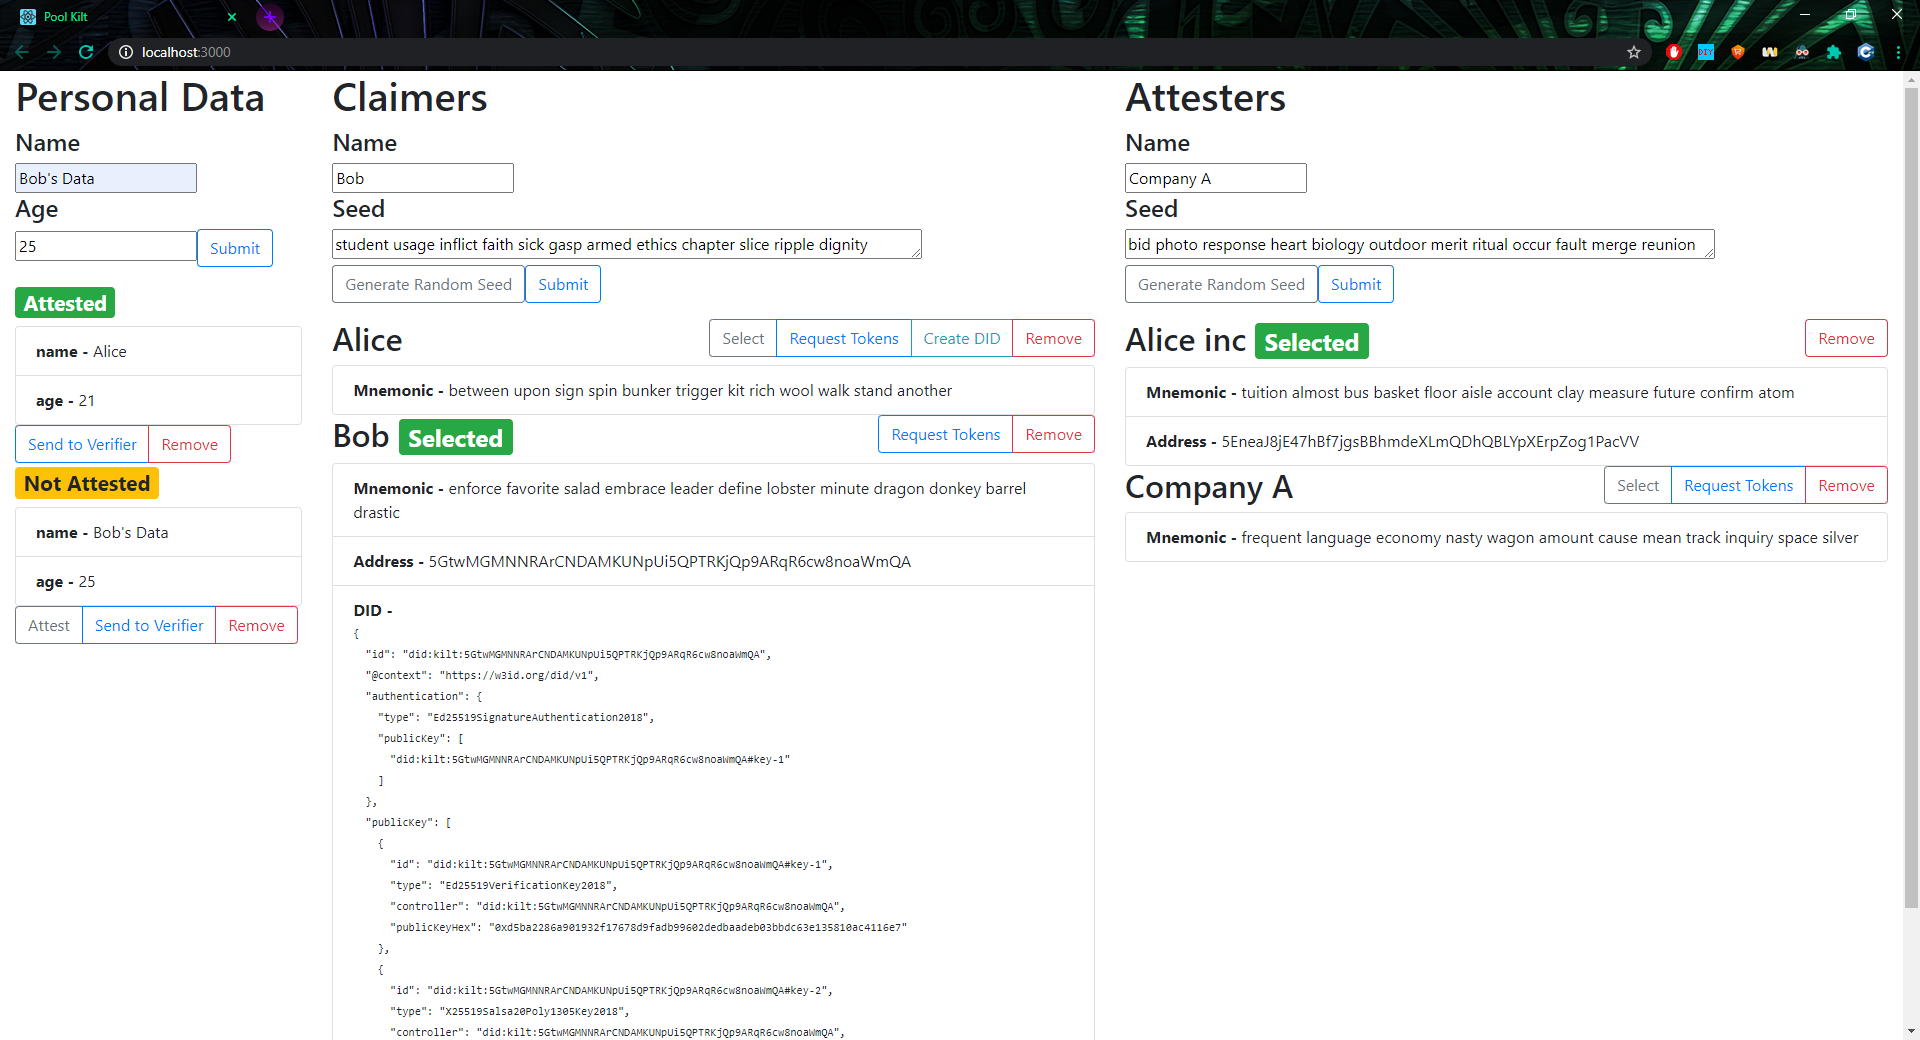 Pool Kilt
localhost:3000
Personal Data
Name
Bob's Data
Age
25
Submit
Attested
name - Alice
age - 21
Send to Verifier
Remove
Not Attested
name - Bob's Data
age - 25
Attest
Send to Verifier
Remove
Claimers
Name
Bob
Seed
student usage inflict faith sick gasp armed ethics chapter slice ripple dignity
Generate Random Seed
Submit
Alice
Select
Request Tokens
Create DID
Remove
Mnemonic - between upon sign spin bunker trigger kit rich wool walk stand another
Bob
Selected
Request Tokens
Remove
Mnemonic - enforce favorite salad embrace leader define lobster minute dragon donkey barrel
drastic
Address - 5GtwMGMNNRArCNDAMKUNpUi5QPTRKjQp9ARqR6cw8noaWmQA
DID -
{
"id": "did:kilt:5GtwMGMNNRArCNDAMKUNpUi5QPTRKjQp9ARqR6cw8noaWmQA",
"@context": "https://w3id.org/did/v1",
"authentication": {
"type": "Ed25519SignatureAuthentication2018",
"publicKey": [
"did:kilt:5GtwMGMNNRArCNDAMKUNpUi5QPTRKjQp9ARqR6cw8noaWmQA#key-1"
]
},
"publicKey": [
{
"id": "did:kilt:5GtwMGMNNRArCNDAMKUNpUi5QPTRKjQp9ARqR6cw8noaWmQA#key-1",
"type": "Ed25519VerificationKey2018",
"controller": "did:kilt:5GtwMGMNNRArCNDAMKUNpUi5QPTRKjQp9ARqR6cw8noaWmQA",
"publicKeyHex": "0xd5ba2286a901932f17678d9fadb99602dedbaadeb03bbdc63e135810ac4116e7"
},
{
"id": "did:kilt:5GtwMGMNNRArCNDAMKUNpUi5QPTRKjQp9ARqR6cw8noaWmQA#key-2",
"type": "X25519Salsa20Poly1305Key2018",
"controller": "did:kilt:5GtwMGMNNRArCNDAMKUNpUi5QPTRKjQp9ARqR6cw8noaWmQA",
Attesters
Name
Company A
Seed
bid photo response heart biology outdoor merit ritual occur fault merge reunion
Generate Random Seed
Submit
Alice inc
Selected
Remove
Mnemonic - tuition almost bus basket floor aisle account clay measure future confirm atom
Address - 5EneaJ8jE47hBf7jgsBBhmdeXLmQDhQBLYpXErpZog1PacVV
Company A
Select
Request Tokens
Remove
Mnemonic - frequent language economy nasty wagon amount cause mean track inquiry space silver